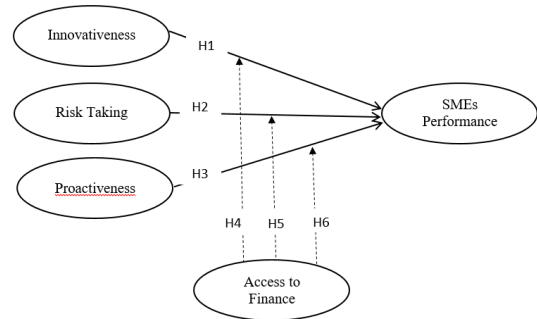 Innovativeness
H1
Risk Taking
H2
SMEs
Performance
Proactiveness
H3
H4
H5
H6
Access to
Finance